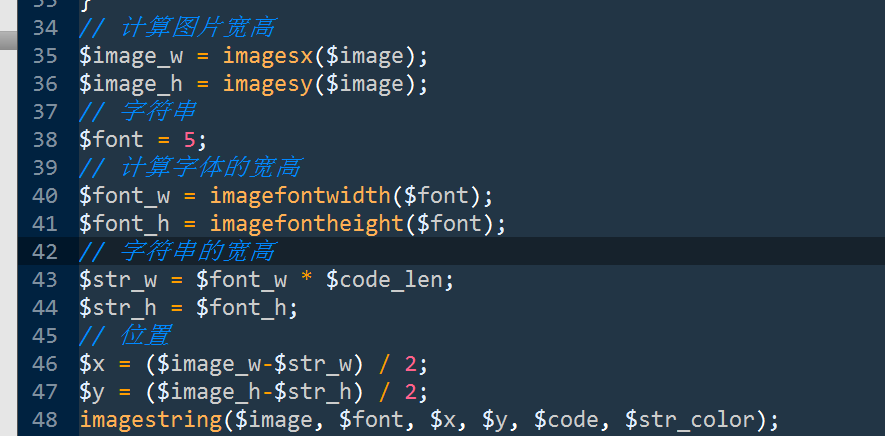 33 }
34 // 计算图片宽高
35 $image_w = imagesx($image);
36 $image_h = imagesy($image);
37 // 字符串
38 $font = 5;
39 // 计算字体的宽高
40 $font_w = imagefontwidth($font);
41 $font_h = imagefontheight($font);
42 // 字符串的宽高
43 $str_w = $font_w * $code_len;
44 $str_h = $font_h;
45 // 位置
46 $x = ($image_w-$str_w) / 2;
47 $y = ($image_h-$str_h) / 2;
48 imagestring($image, $font, $x, $y, $code, $str_color);